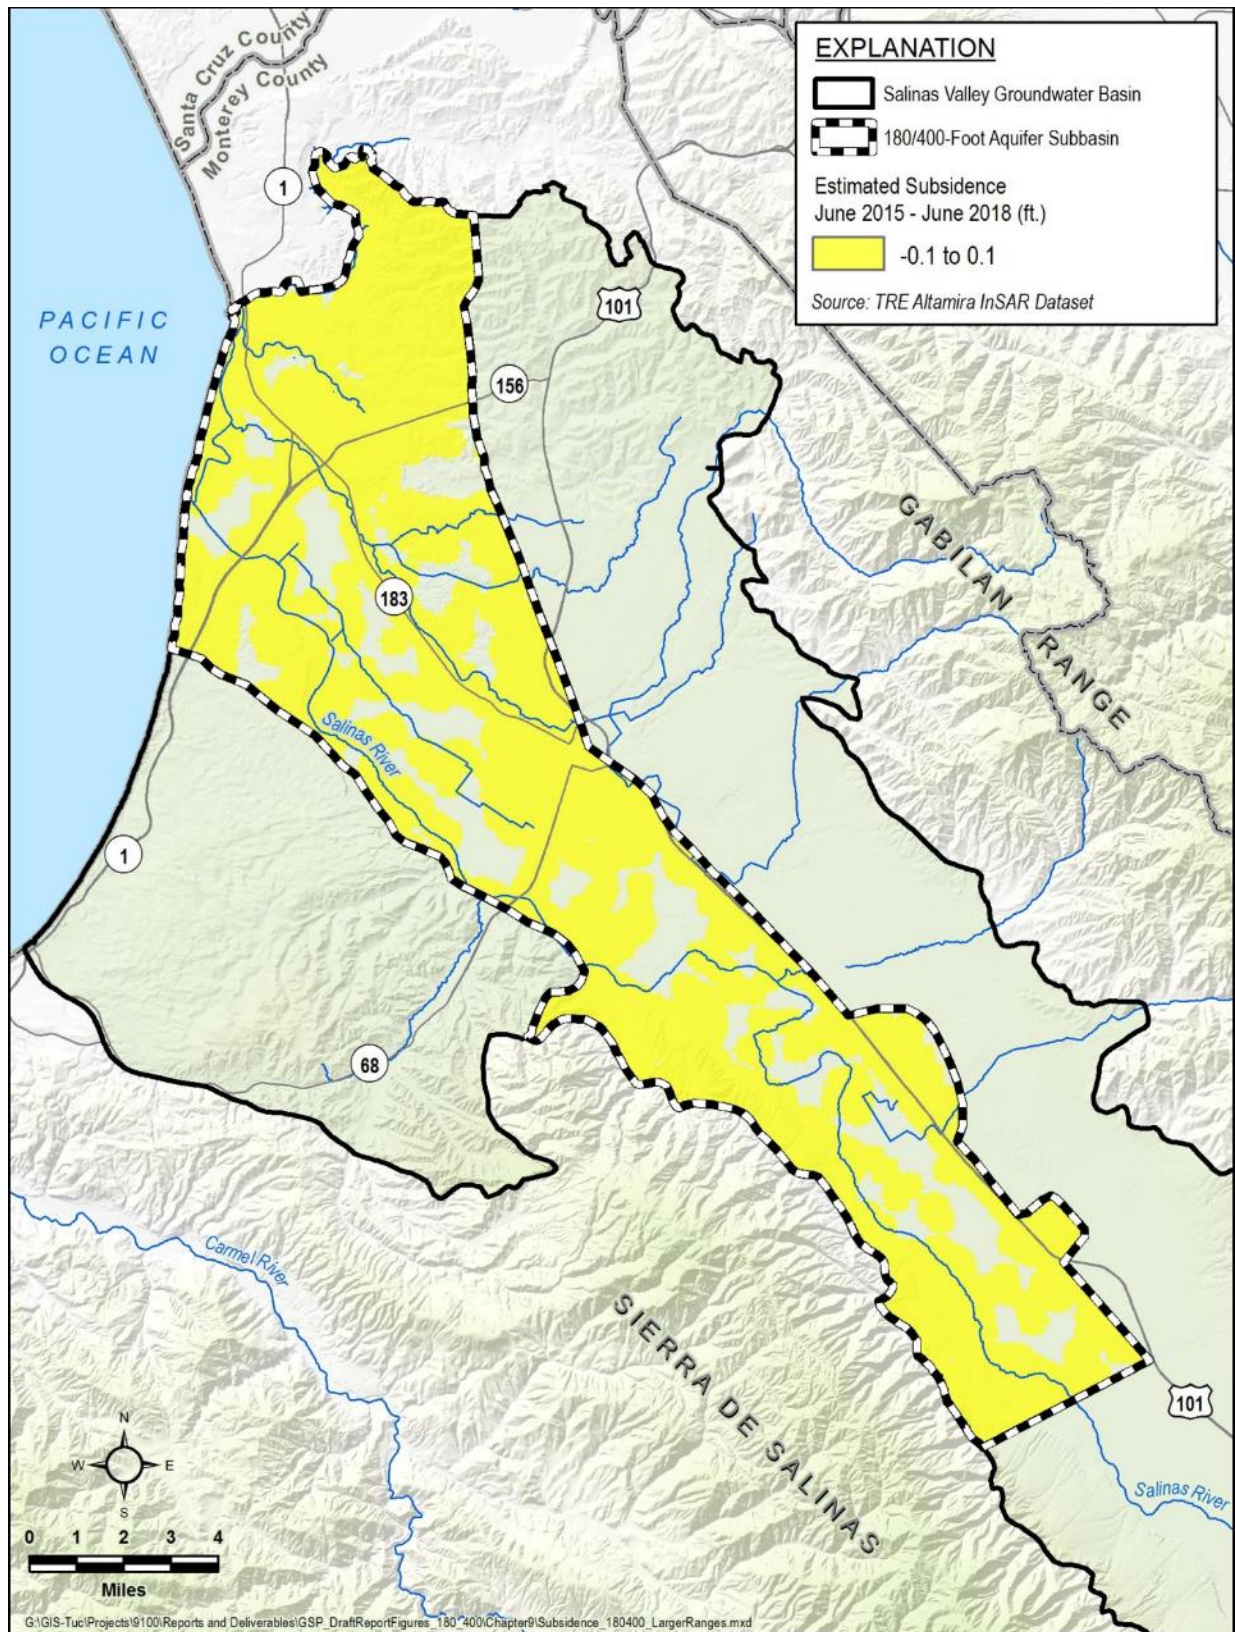 Santa Cruz County
Monterey County
EXPLANATION
Salinas Valley Groundwater Basin
180/400-Foot Aquifer Subbasin
Estimated Subsidence
June 2015 - June 2018 (ft.)
-0.1 to 0.1
Source: TRE Altamira InSAR Dataset
1
101
PACIFIC
OCEAN
156
GABILAN
RANGE
183
Salinas River
1
68
Carmel River
SIERRA DE SALINAS
101
Salinas River
N
W
E
S
0 1 2 3 4
Miles
G:\GIS-Tuc\Projects\9100\Reports and Deliverables\GSP_DraftReportFigures_180_400\Chapter9\Subsidence_180400_LargerRanges.mxd